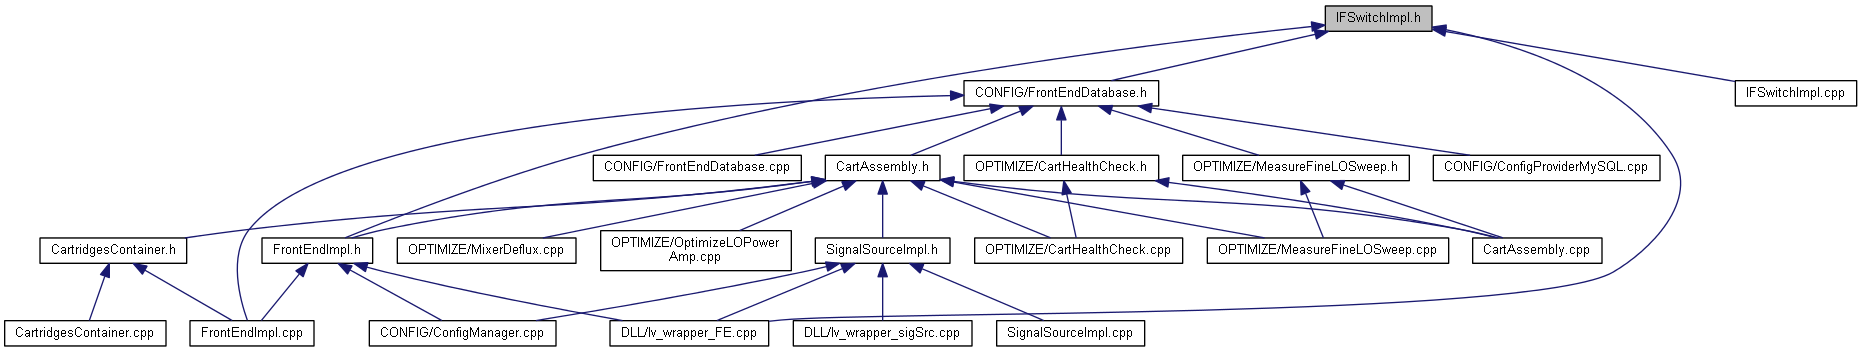 IFSwitchImpl.h
CONFIG/FrontEndDatabase.h
IFSwitchImpl.cpp
CONFIG/FrontEndDatabase.cpp
CartAssembly.h
OPTIMIZE/CartHealthCheck.h
OPTIMIZE/MeasureFineLOSweep.h
CONFIG/ConfigProviderMySQL.cpp
CartridgesContainer.h
FrontEndImpl.h
OPTIMIZE/MixerDeflux.cpp
OPTIMIZE/OptimizeLOPower
Amp.cpp
SignalSourceImpl.h
OPTIMIZE/CartHealthCheck.cpp
OPTIMIZE/MeasureFineLOSweep.cpp
CartAssembly.cpp
CartridgesContainer.cpp
FrontEndImpl.cpp
CONFIG/ConfigManager.cpp
DLL/lv_wrapper_FE.cpp
DLL/lv_wrapper_sigSrc.cpp
SignalSourceImpl.cpp